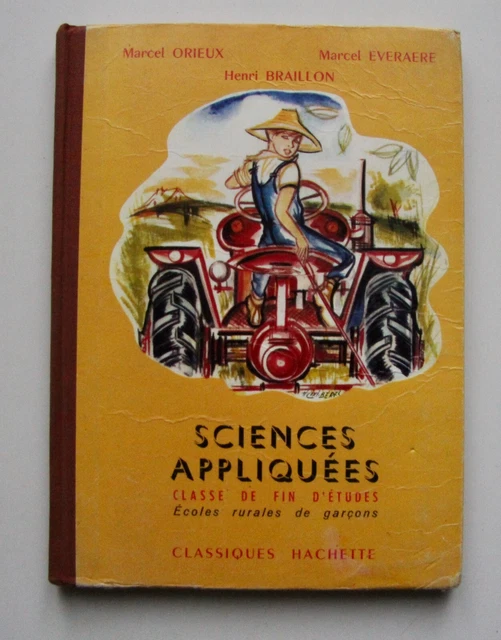 Marcel ORIEUX Marcel EVERAERE
Henri BRAILLON
SCIENCES
APPLIQUÉES
CLASSE DE FIN D'ÉTUDES
Écoles rurales de garçons
CLASSIQUES HACHETTE